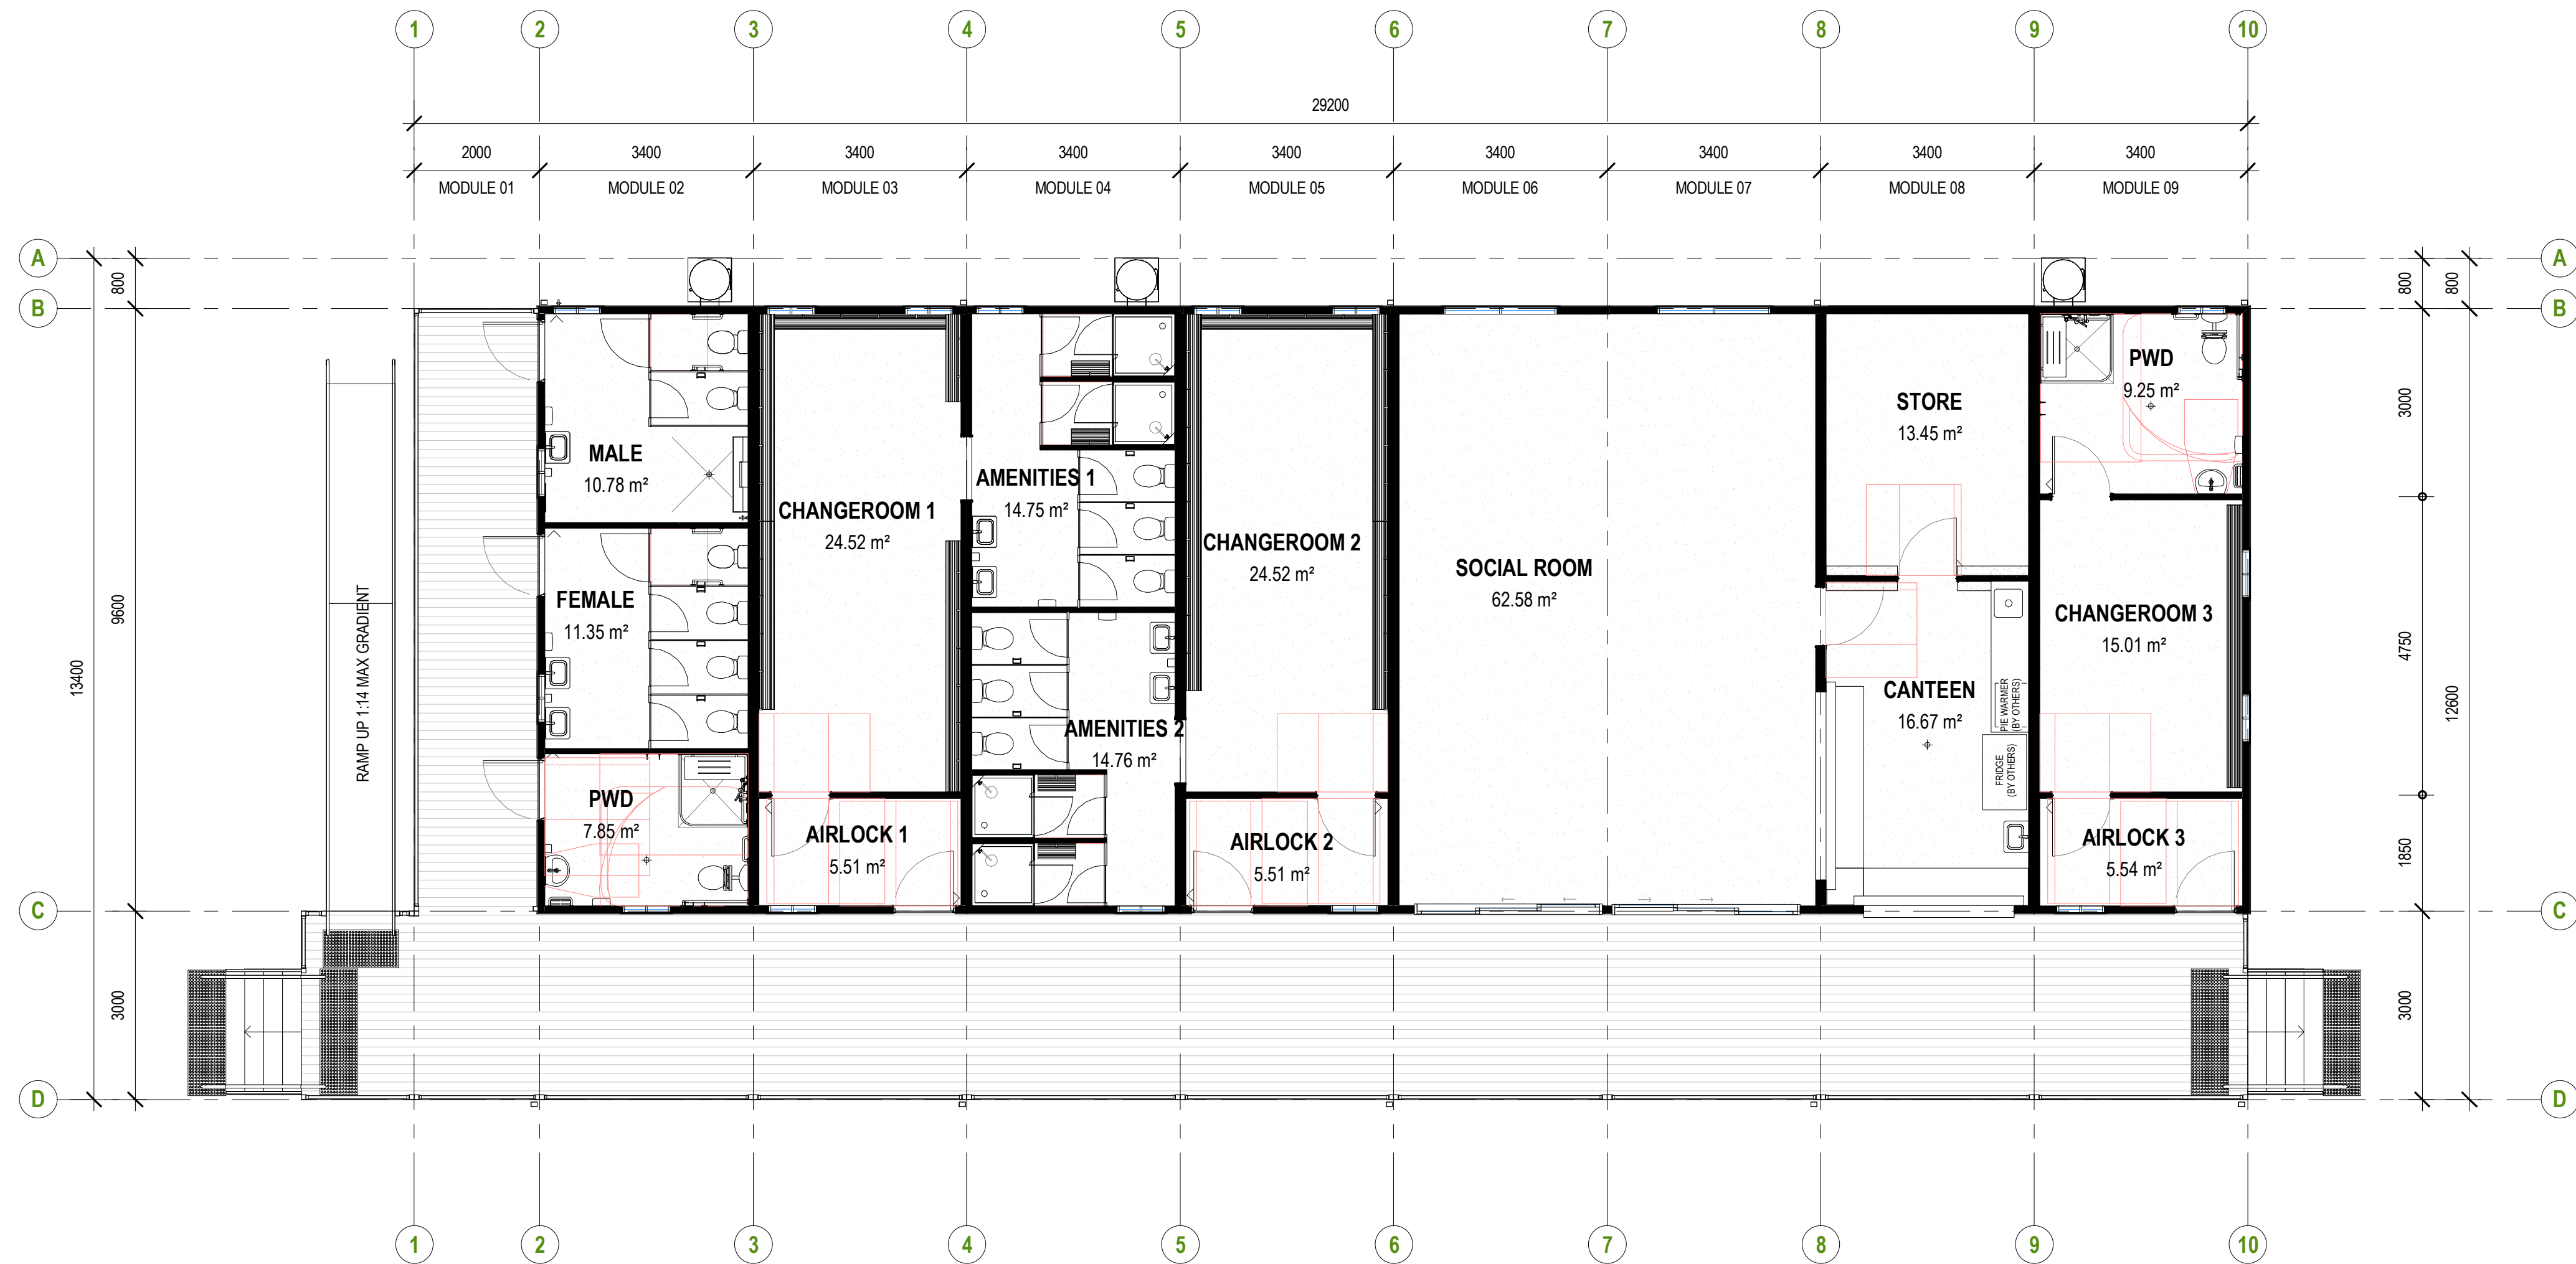 1 2 3 4 5 6 7 8 9 10
29200
2000 3400 3400 3400 3400 3400 3400 3400 3400
MODULE 01 MODULE 02 MODULE 03 MODULE 04 MODULE 05 MODULE 06 MODULE 07 MODULE 08 MODULE 09
A A
800 800 800
B B
PWD
9.25 m²
STORE
13.45 m²
3000
MALE
10.78 m²
AMENITIES 1
14.75 m²
CHANGEROOM 1
24.52 m²
CHANGEROOM 2
24.52 m²
SOCIAL ROOM
62.58 m²
FEMALE
11.35 m²
CHANGEROOM 3
15.01 m²
9600
13400
RAMP UP 1:14 MAX GRADIENT
4750
12600
CANTEEN
16.67 m²
PIE WARMER
(BY OTHERS)
FRIDGE
(BY OTHERS)
AMENITIES 2
14.76 m²
PWD
7.85 m²
AIRLOCK 1
5.51 m²
AIRLOCK 2
5.51 m²
AIRLOCK 3
5.54 m²
1850
C C
3000 3000
D D
1 2 3 4 5 6 7 8 9 10